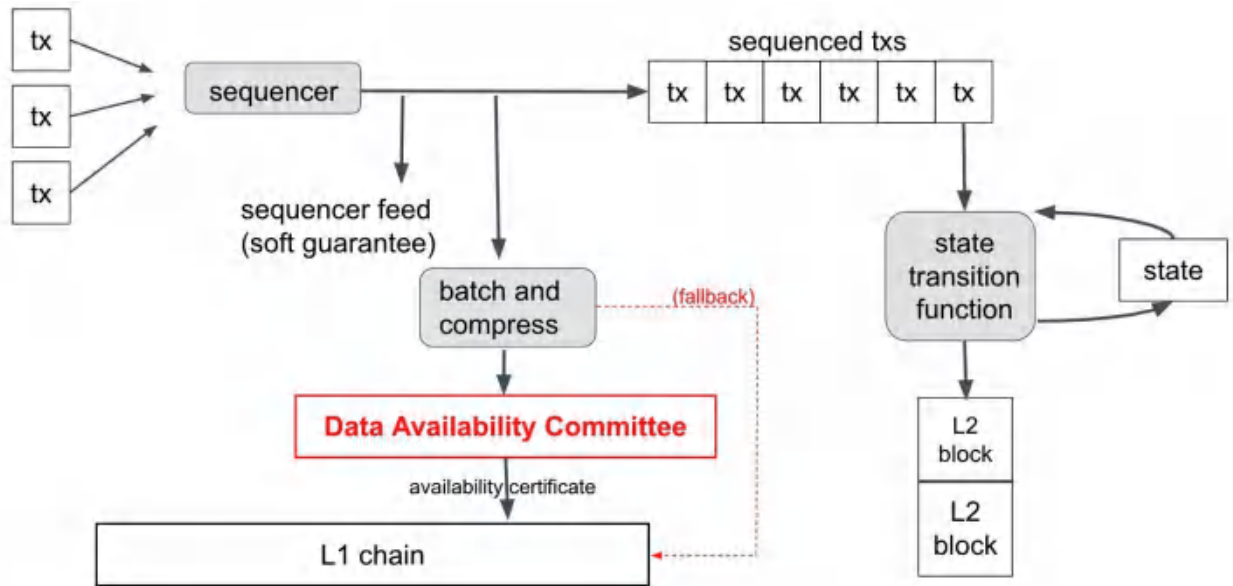 tx
tx
tx
sequencer
sequenced txs
tx tx tx tx tx tx
sequencer feed
(soft guarantee)
batch and
compress
(fallback)
Data Availability Committee
availability certificate
L1 chain
state
transition
function
state
L2
block
L2
block